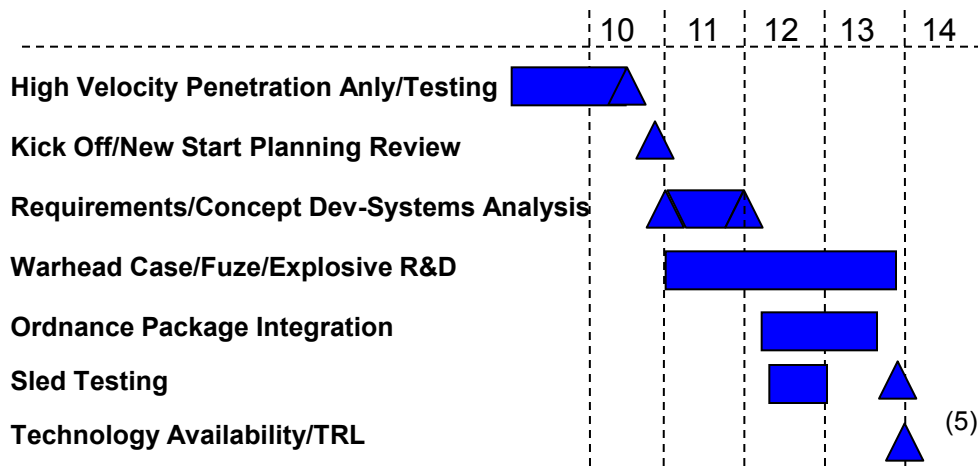 10 11 12 13 14
High Velocity Penetration Anly/Testing
Kick Off/New Start Planning Review
Requirements/Concept Dev-Systems Analysis
Warhead Case/Fuze/Explosive R&D
Ordnance Package Integration
Sled Testing
(5)
Technology Availability/TRL